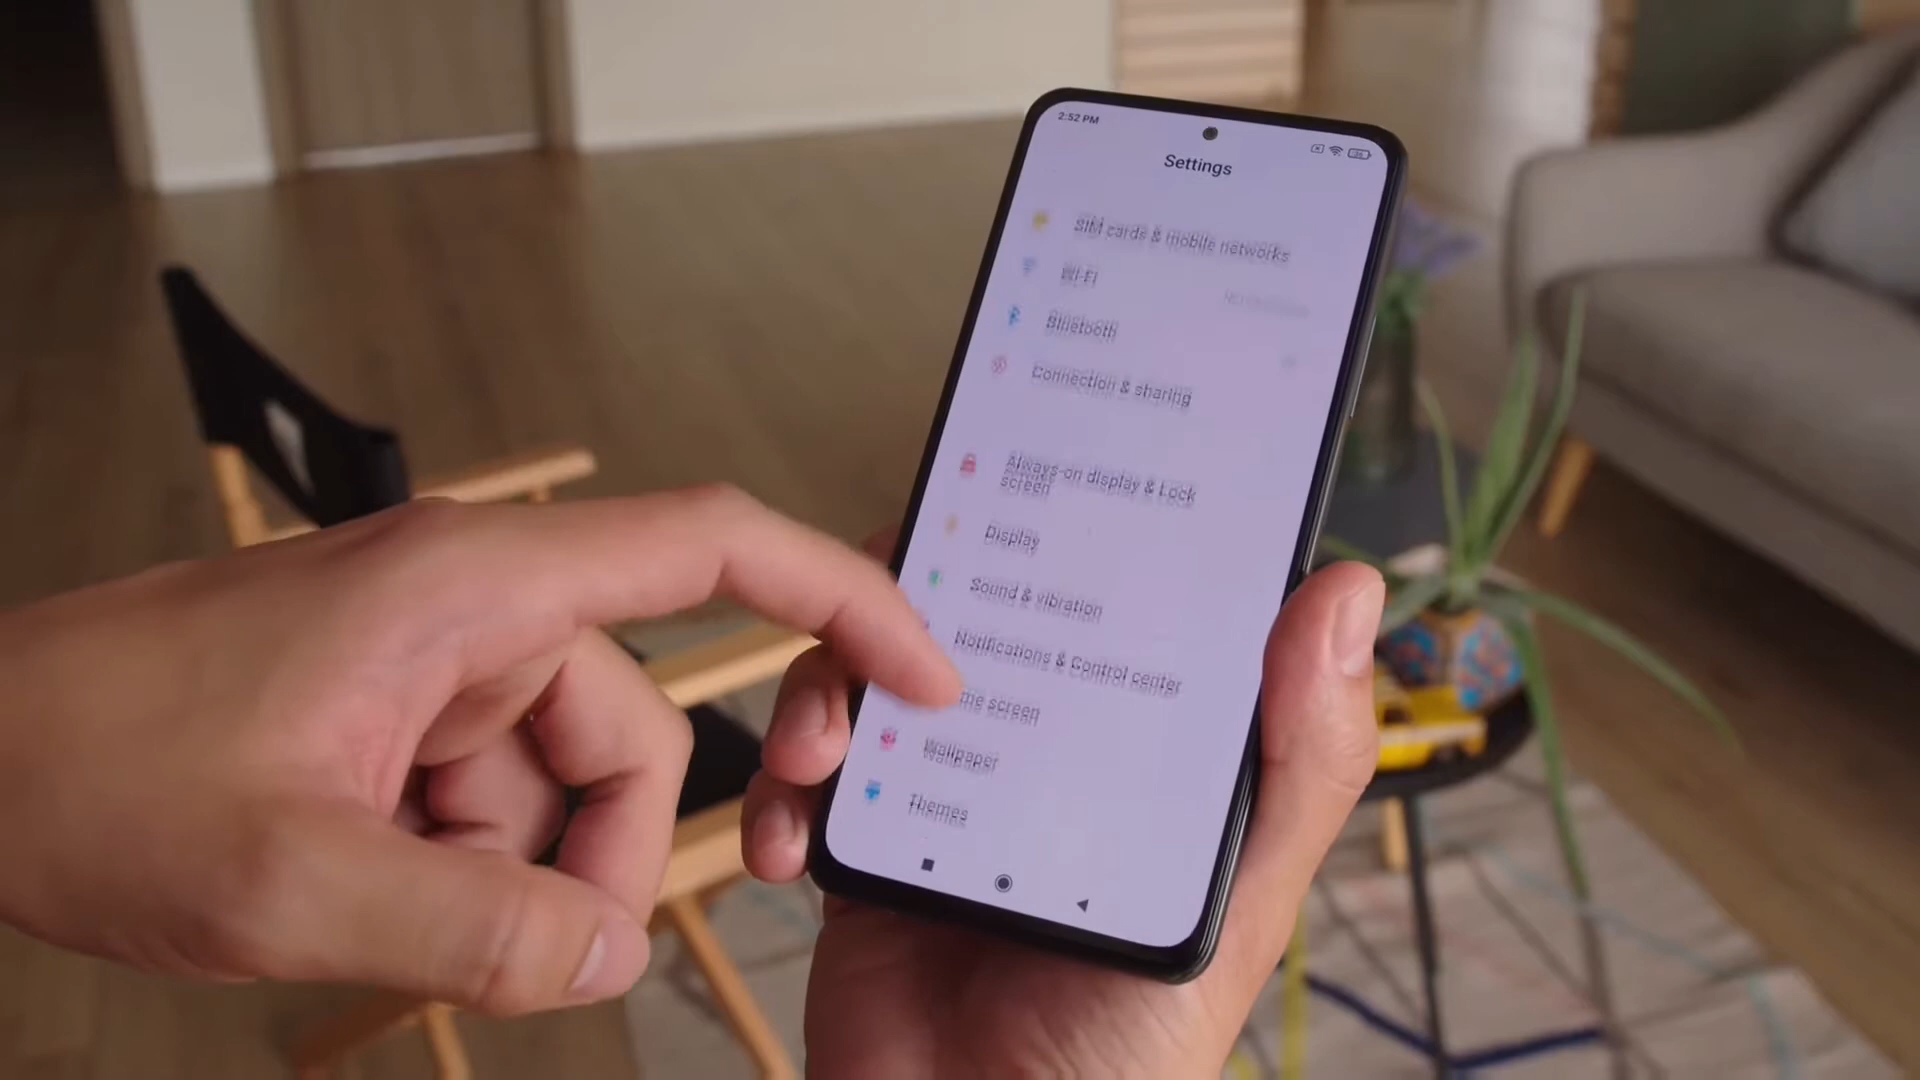 2:52 PM
Settings
SIM cards & mobile networks
Wi-Fi
Bluetooth
Connection & sharing
Always-on display & Lock
screen
Display
Sound & vibration
Notifications & Control center
me screen
Wallpaper
Themes